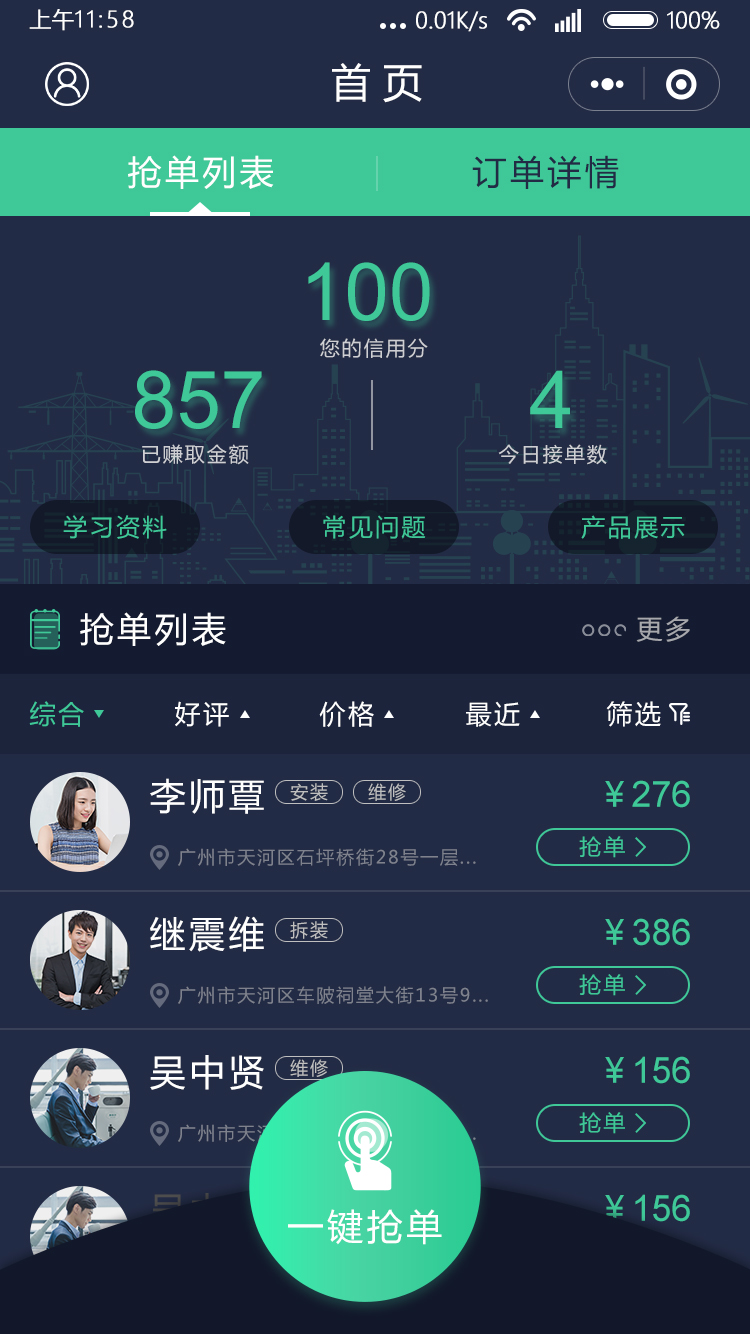 上午11:58
0.01K/s
100%
首页
抢单列表
订单详情
100
您的信用分
857
已赚取金额
4
今日接单数
学习资料
常见问题
产品展示
抢单列表
更多
综合
好评
价格
最近
筛选
李师覃 安装 维修
¥276
广州市天河区石坪桥街28号一层...
抢单
继震维 拆装
¥386
广州市天河区车陂祠堂大街13号9...
抢单
吴中贤 维修
¥156
广州市天
抢单
¥156
一键抢单